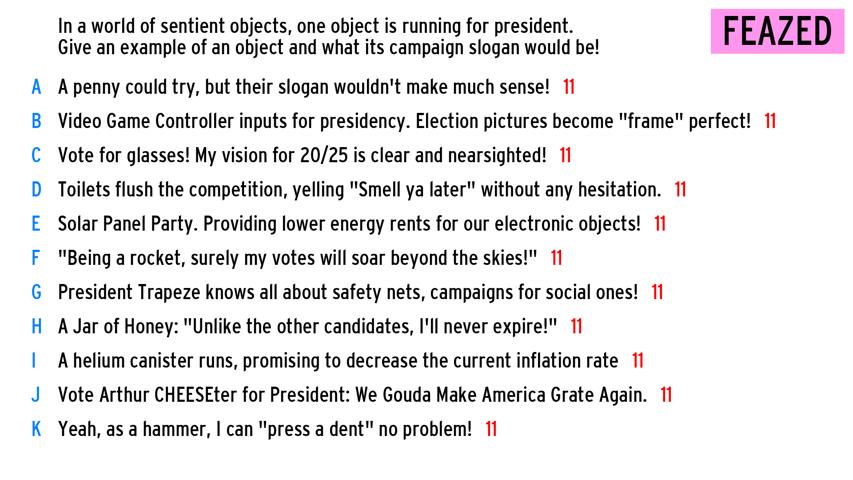 In a world of sentient objects, one object is running for president.
Give an example of an object and what its campaign slogan would be!
FEAZED
A A penny could try, but their slogan wouldn't make much sense! 11
B Video Game Controller inputs for presidency. Election pictures become "frame" perfect! 11
C Vote for glasses! My vision for 20/25 is clear and nearsighted! 11
D Toilets flush the competition, yelling "Smell ya later" without any hesitation. 11
E Solar Panel Party. Providing lower energy rents for our electronic objects! 11
F "Being a rocket, surely my votes will soar beyond the skies!" 11
G President Trapeze knows all about safety nets, campaigns for social ones! 11
H A Jar of Honey: "Unlike the other candidates, I'll never expire!" 11
I A helium canister runs, promising to decrease the current inflation rate 11
J Vote Arthur CHEESEter for President: We Gouda Make America Grate Again. 11
K Yeah, as a hammer, I can "press a dent" no problem! 11